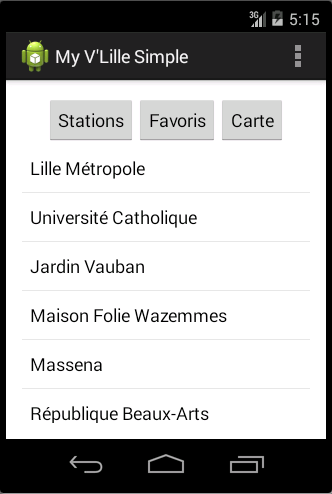 3G 5:15
My V'Lille Simple
Stations Favoris Carte
Lille Métropole
Université Catholique
Jardin Vauban
Maison Folie Wazemmes
Massena
République Beaux-Arts